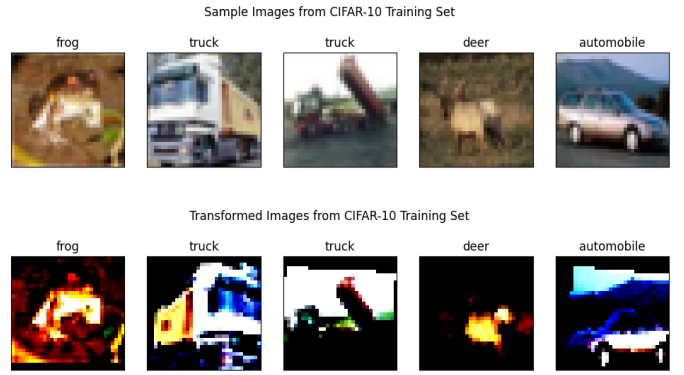 Sample Images from CIFAR-10 Training Set
frog truck truck deer automobile
Transformed Images from CIFAR-10 Training Set
frog truck truck deer automobile